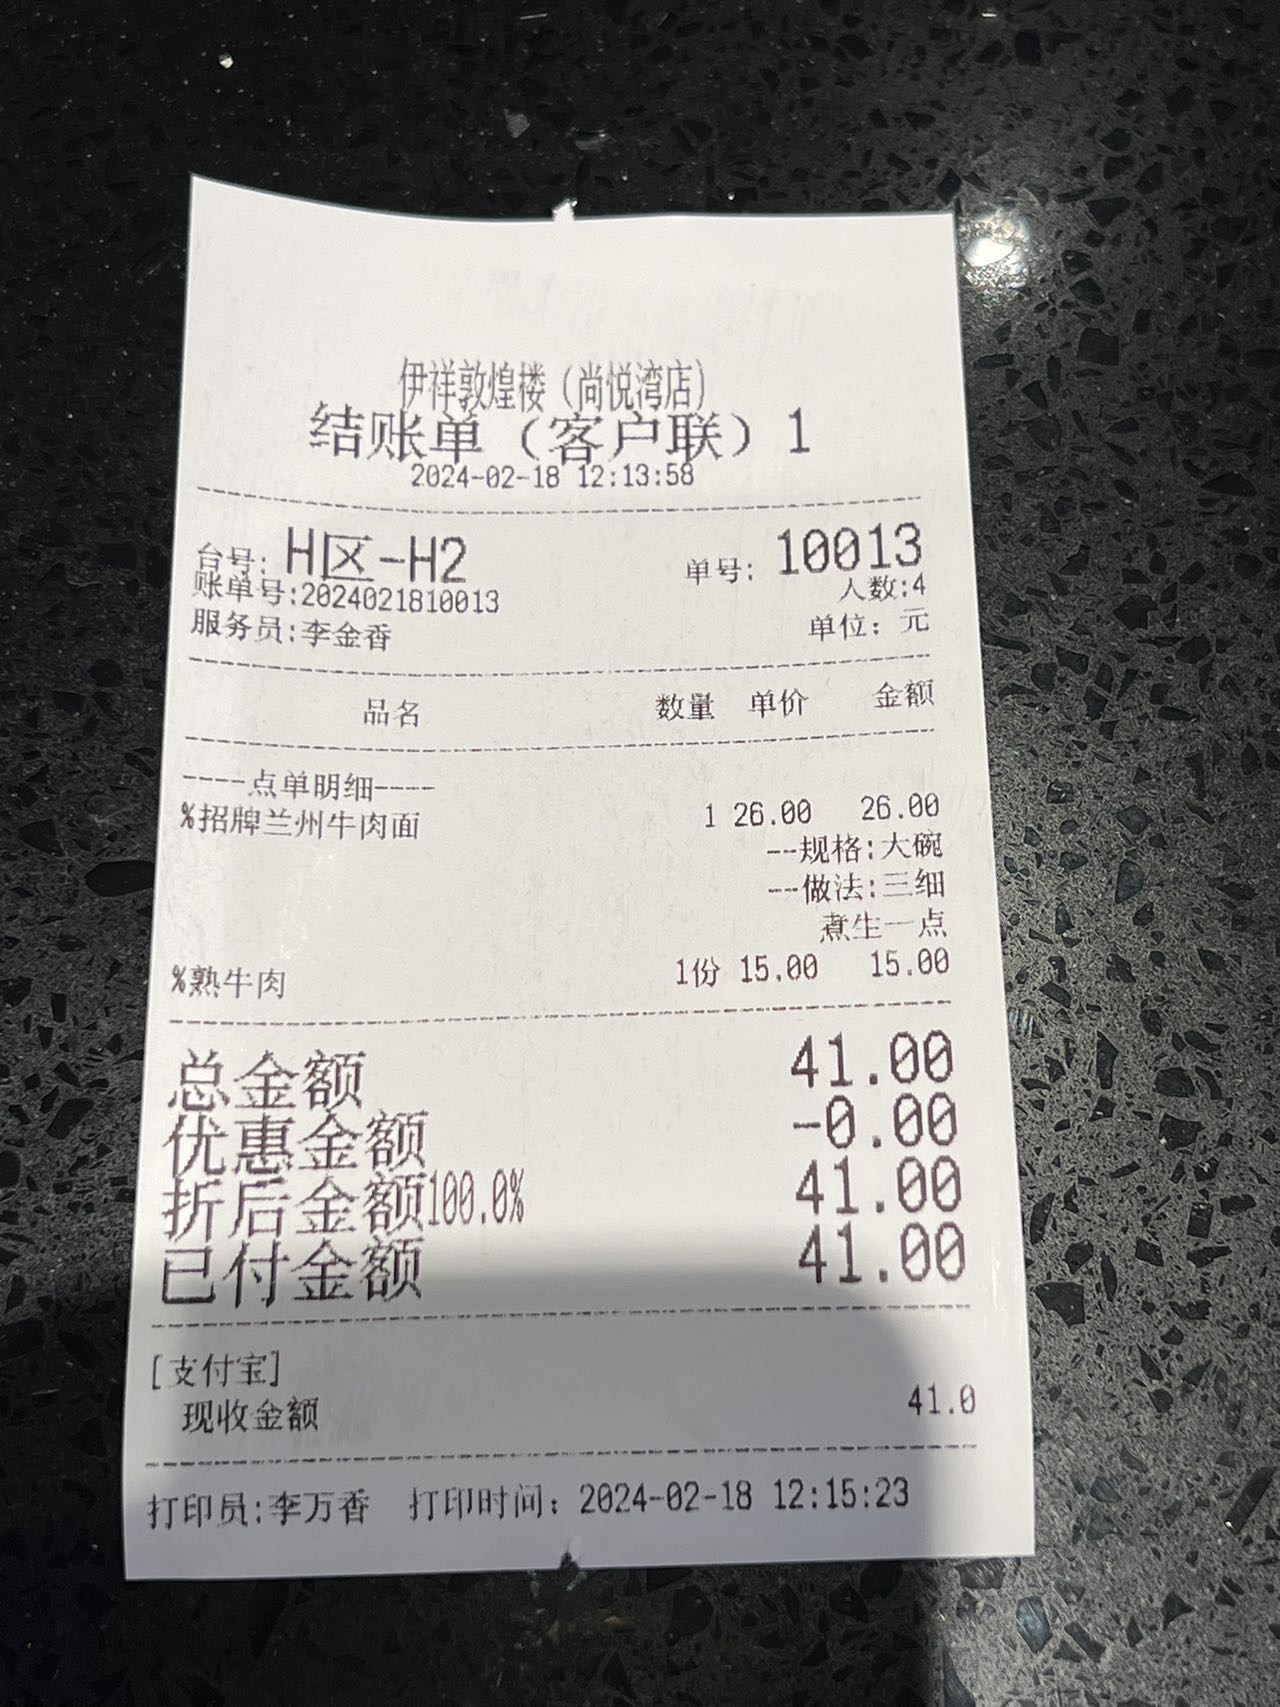 伊祥敦煌楼（尚悦湾店）
结账单（客户联）1
2024-02-18 12:13:58
台号: H区-H2 单号: 10013
账单号:2024021810013 人数:4
服务员:李金香 单位: 元
品名 数量 单价 金额
----点单明细----
%招牌兰州牛肉面 1 26.00 26.00
--规格:大碗
--做法:三细
煮生一点
%熟牛肉 1份 15.00 15.00
总金额 41.00
优惠金额 -0.00
折后金额100.0% 41.00
已付金额 41.00
[支付宝]
现收金额 41.0
打印员:李万香 打印时间: 2024-02-18 12:15:23